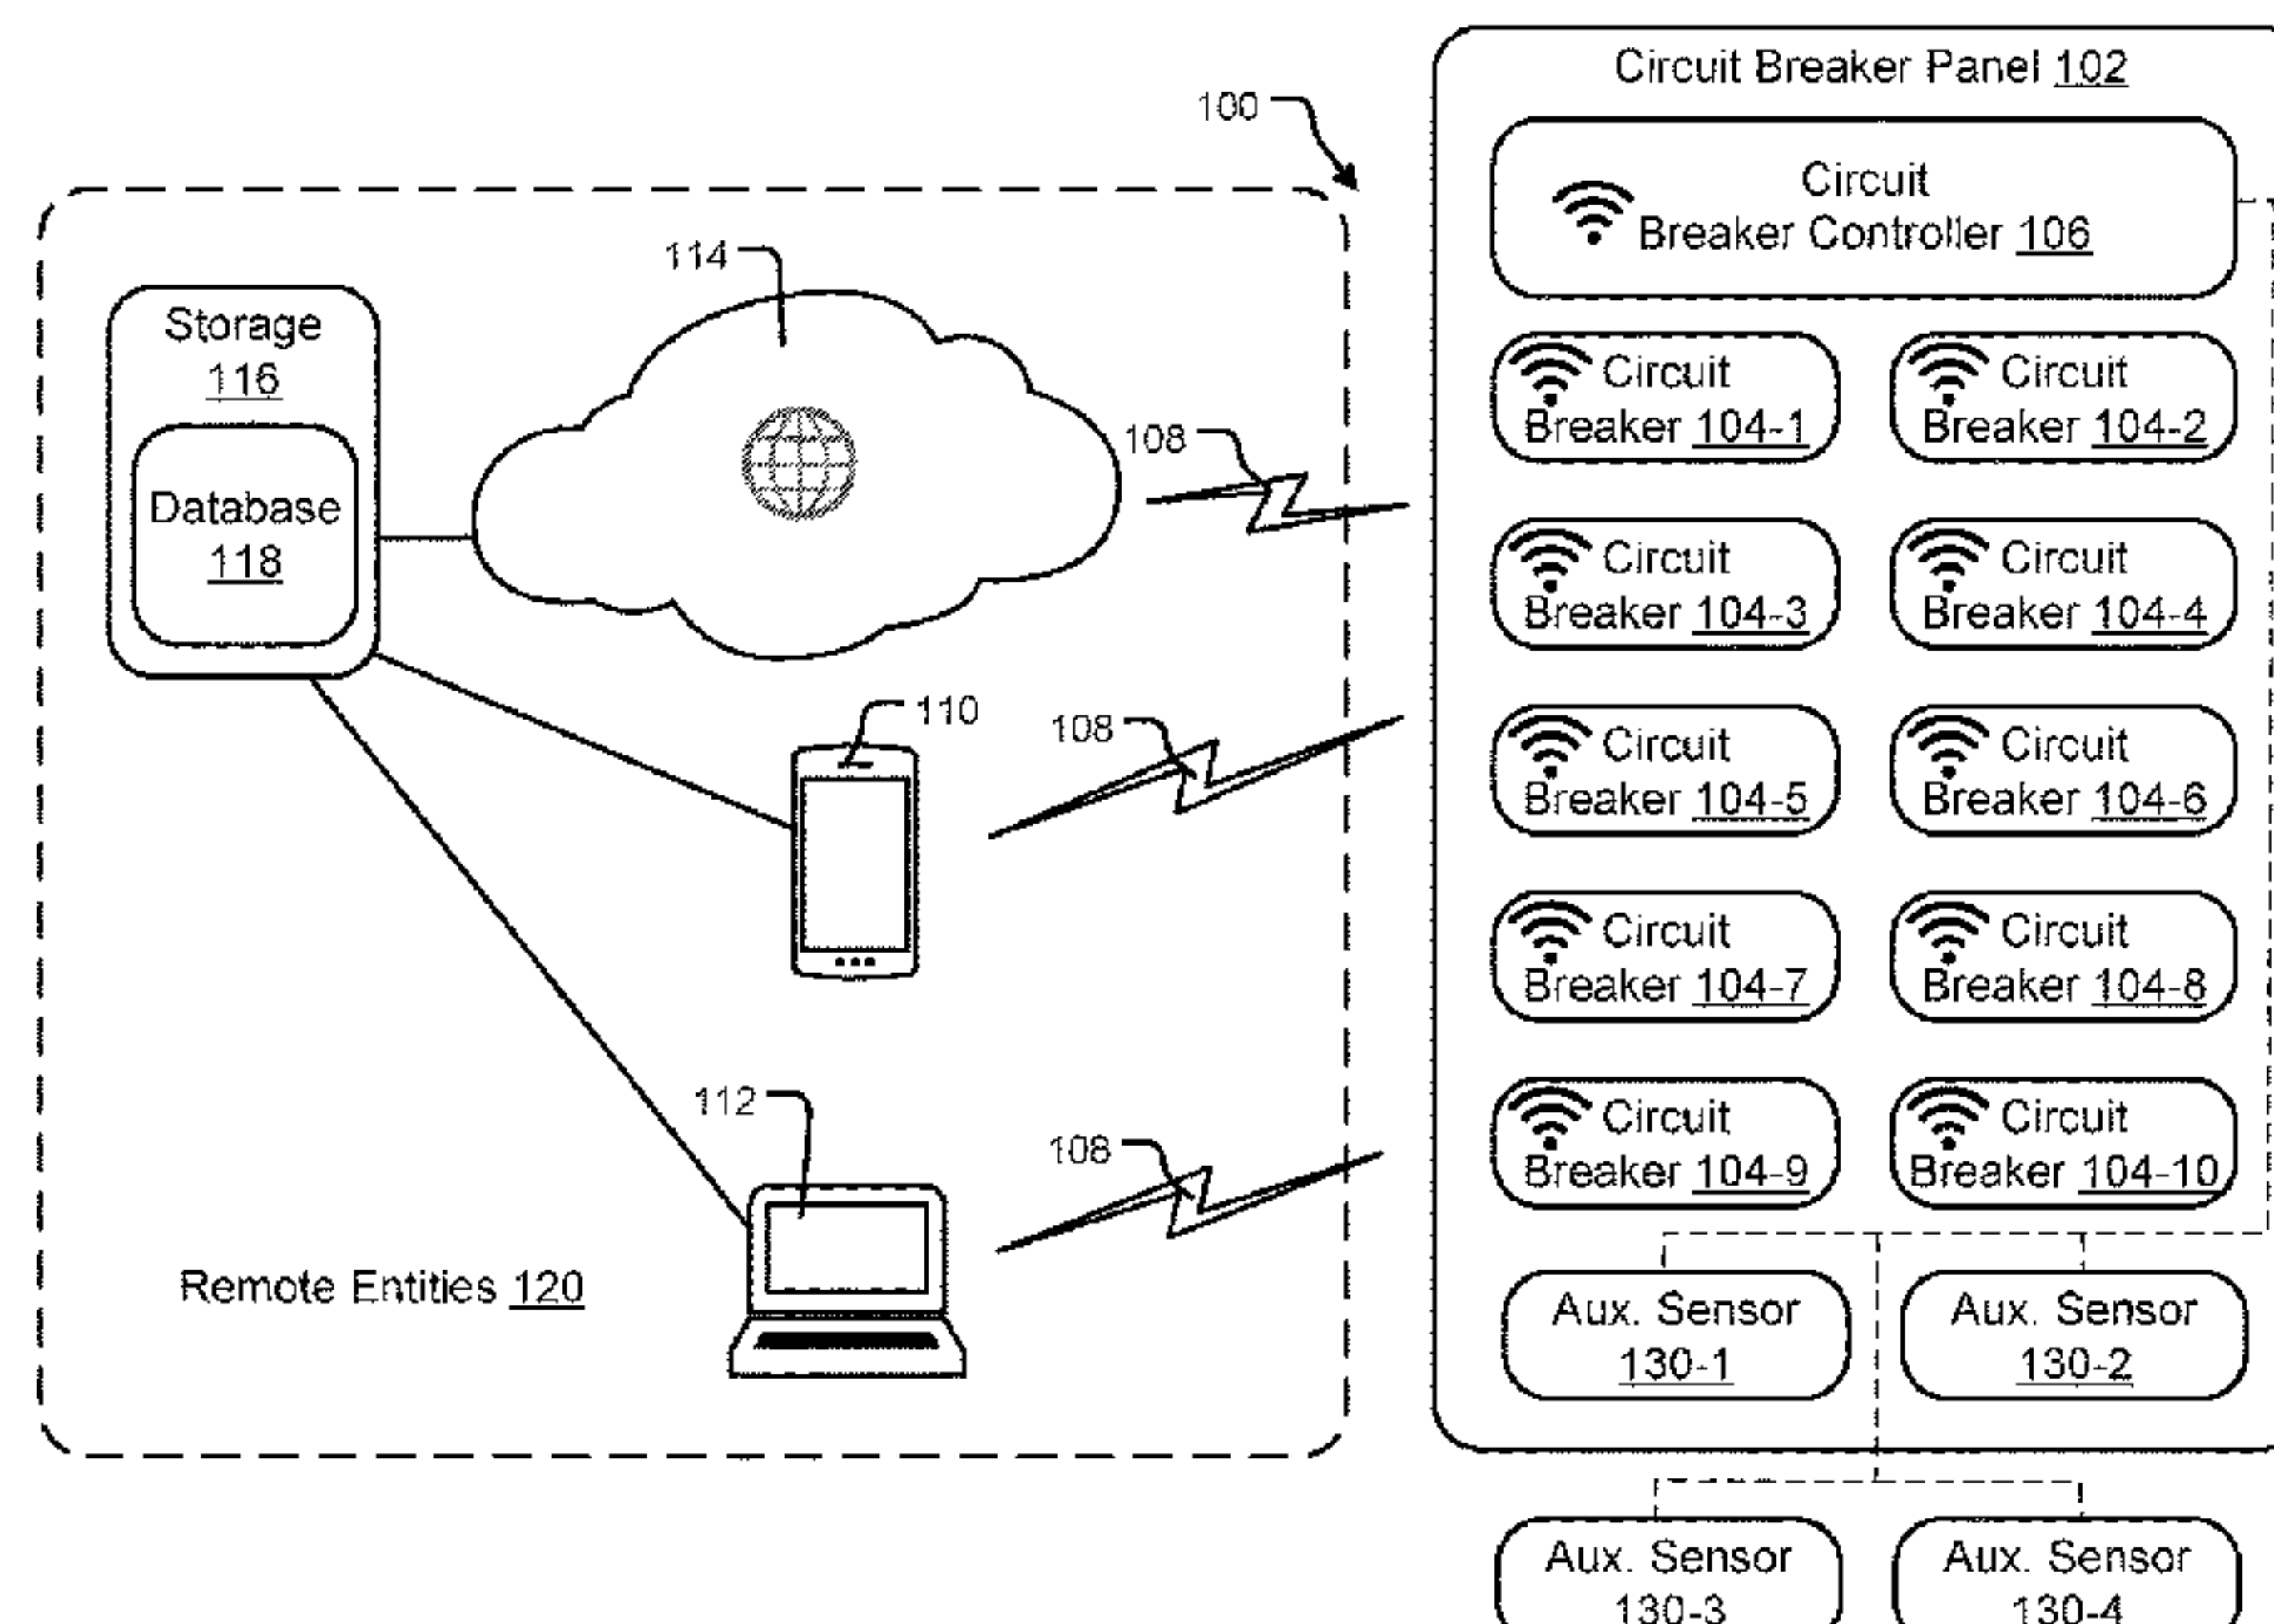 100
114
Storage
116
Database
118
108
110
108
112
108
Remote Entities 120
Circuit Breaker Panel 102
Circuit
Breaker Controller 106
Circuit
Breaker 104-1
Circuit
Breaker 104-2
Circuit
Breaker 104-3
Circuit
Breaker 104-4
Circuit
Breaker 104-5
Circuit
Breaker 104-6
Circuit
Breaker 104-7
Circuit
Breaker 104-8
Circuit
Breaker 104-9
Circuit
Breaker 104-10
Aux. Sensor
130-1
Aux. Sensor
130-2
Aux. Sensor
130-3
Aux. Sensor
130-4